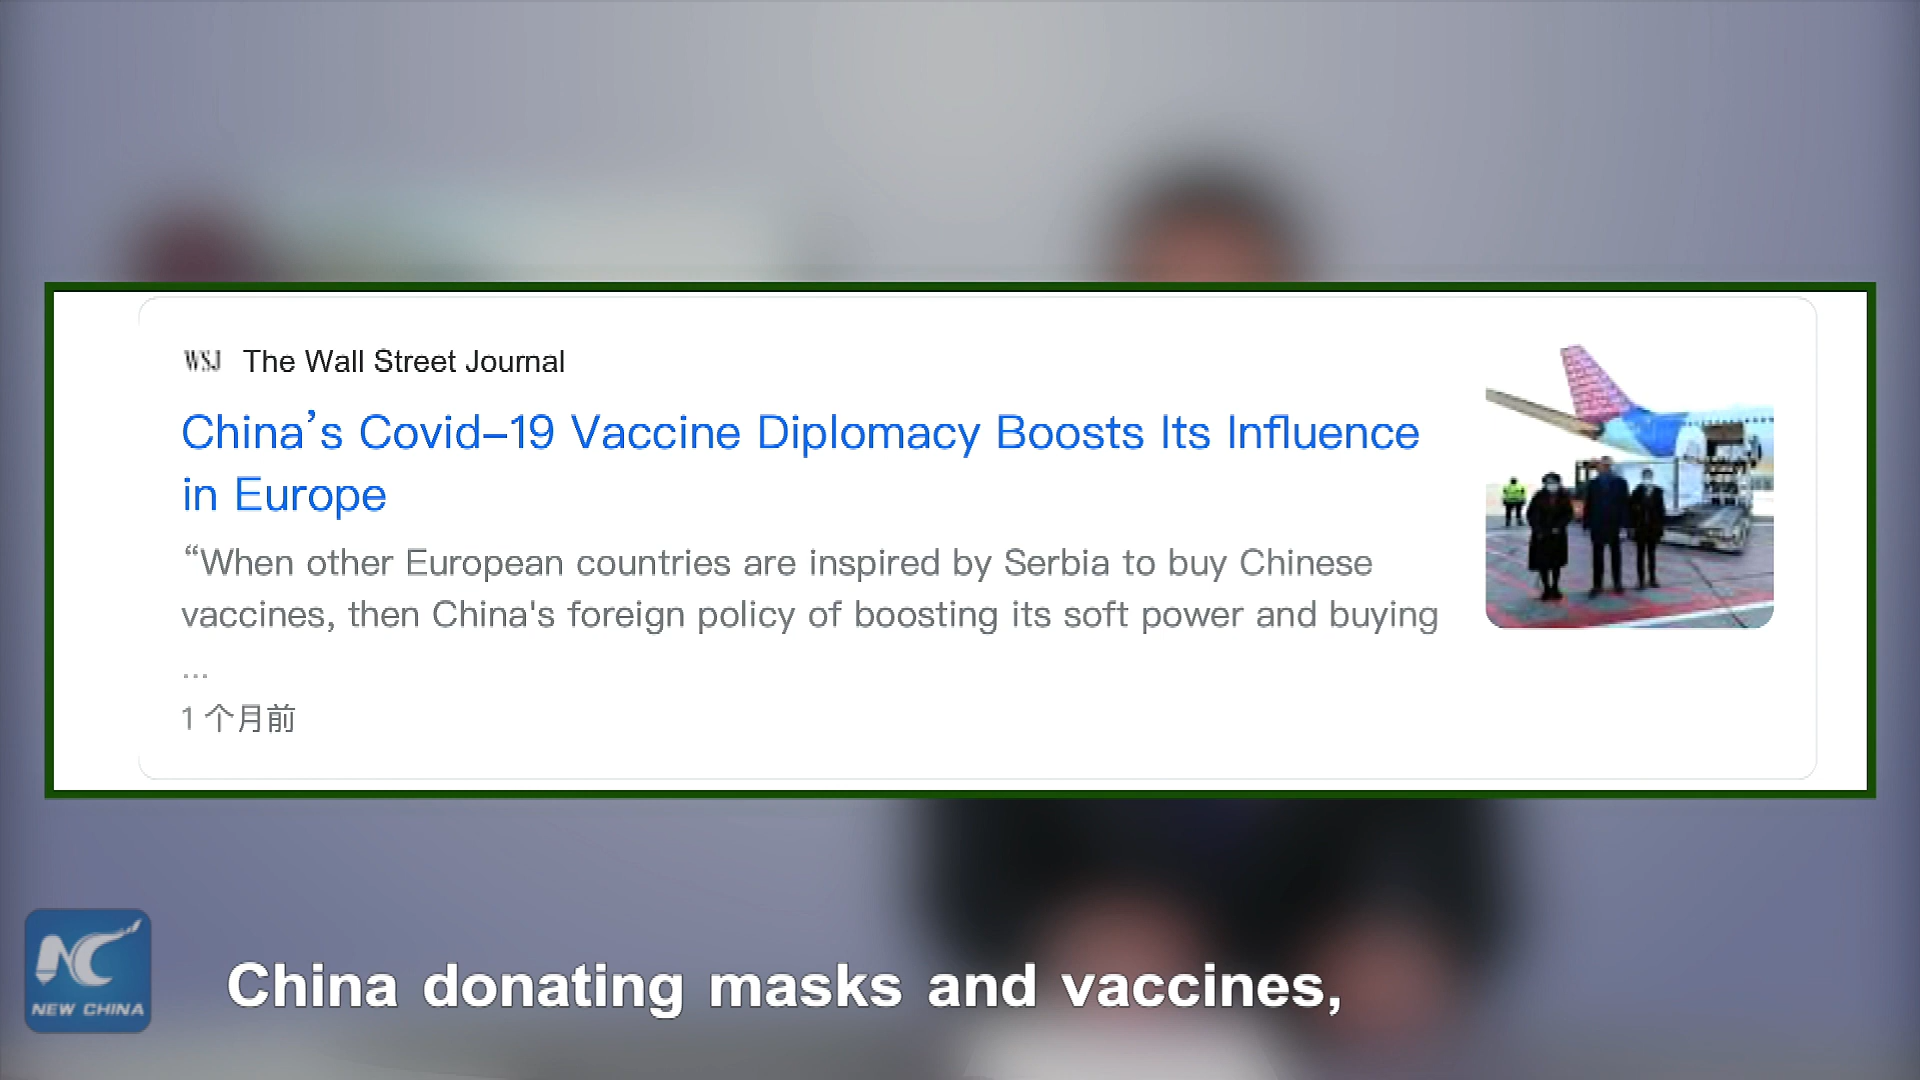 WSJ The Wall Street Journal
China’s Covid–19 Vaccine Diplomacy Boosts Its Influence
in Europe
“When other European countries are inspired by Serbia to buy Chinese
vaccines, then China's foreign policy of boosting its soft power and buying
...
1 个月前
NC
NEW CHINA
China donating masks and vaccines,